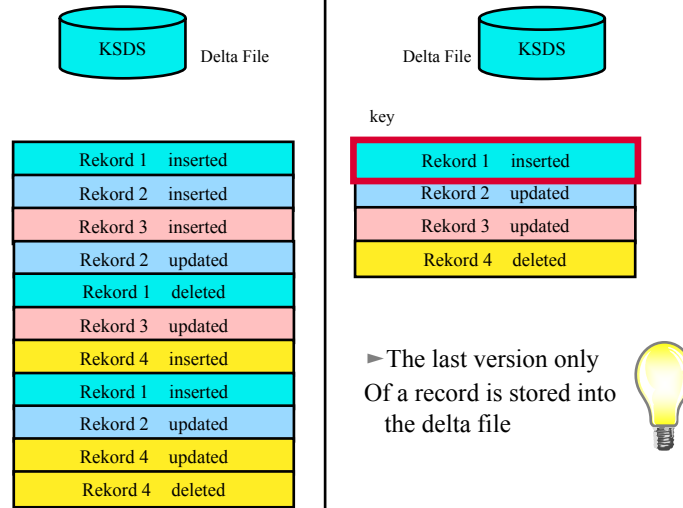 KSDS
Delta File
Rekord 1 inserted
Rekord 2 inserted
Rekord 3 inserted
Rekord 2 updated
Rekord 1 deleted
Rekord 3 updated
Rekord 4 inserted
Rekord 1 inserted
Rekord 2 updated
Rekord 4 updated
Rekord 4 deleted
Delta File
KSDS
key
Rekord 1 inserted
Rekord 2 updated
Rekord 3 updated
Rekord 4 deleted
►The last version only
Of a record is stored into
the delta file